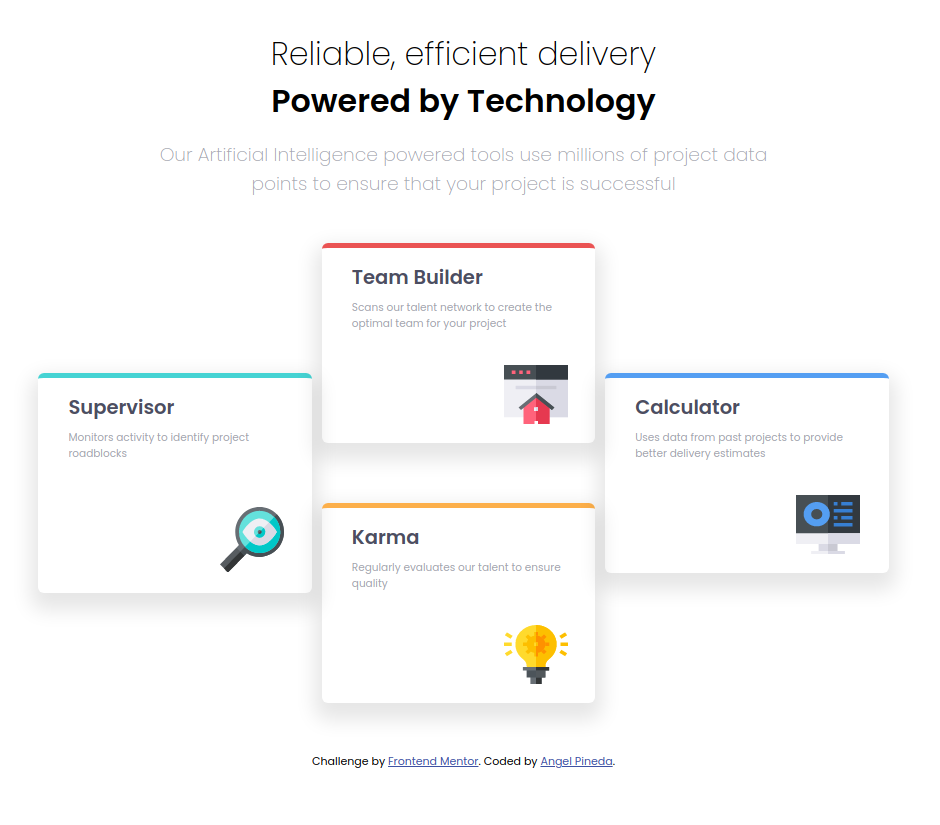 Reliable, efficient delivery
Powered by Technology
Our Artificial Intelligence powered tools use millions of project data
points to ensure that your project is successful
Team Builder
Scans our talent network to create the
optimal team for your project
Supervisor
Monitors activity to identify project
roadblocks
Calculator
Uses data from past projects to provide
better delivery estimates
Karma
Regularly evaluates our talent to ensure
quality
Challenge by Frontend Mentor. Coded by Angel Pineda.